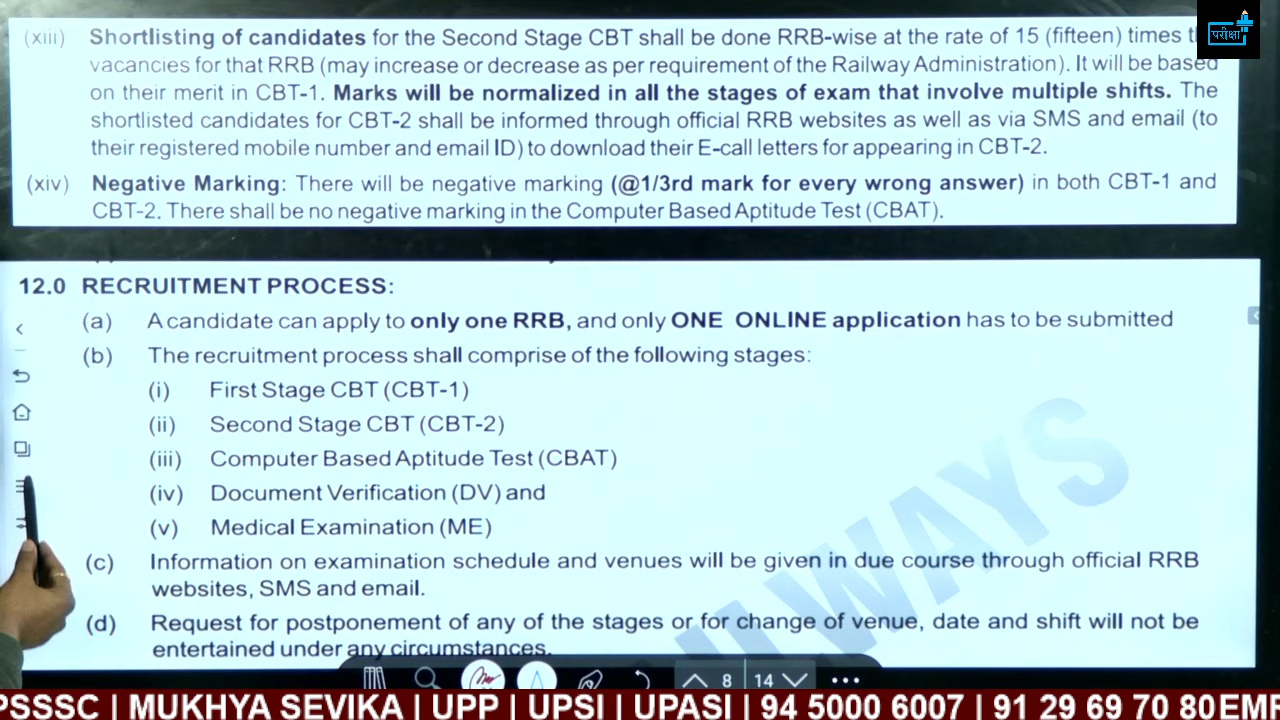 परीक्षा
(xiii) Shortlisting of candidates for the Second Stage CBT shall be done RRB-wise at the rate of 15 (fifteen) times
vacancies for that RRB (may increase or decrease as per requirement of the Railway Administration). It will be based
on their merit in CBT-1. Marks will be normalized in all the stages of exam that involve multiple shifts. The
shortlisted candidates for CBT-2 shall be informed through official RRB websites as well as via SMS and email (to
their registered mobile number and email ID) to download their E-call letters for appearing in CBT-2.
(xiv) Negative Marking: There will be negative marking (@1/3rd mark for every wrong answer) in both CBT-1 and
CBT-2. There shall be no negative marking in the Computer Based Aptitude Test (CBAT).
12.0 RECRUITMENT PROCESS:
(a) A candidate can apply to only one RRB, and only ONE ONLINE application has to be submitted
(b) The recruitment process shall comprise of the following stages:
(i) First Stage CBT (CBT-1)
(ii) Second Stage CBT (CBT-2)
(iii) Computer Based Aptitude Test (CBAT)
(iv) Document Verification (DV) and
(v) Medical Examination (ME)
(c) Information on examination schedule and venues will be given in due course through official RRB
websites, SMS and email.
(d) Request for postponement of any of the stages or for change of venue, date and shift will not be
entertained under any circumstances.
8 14
PSSSC | MUKHYA SEVIKA | UPP | UPSI | UPASI | 94 5000 6007 | 91 29 69 70 80 EMR